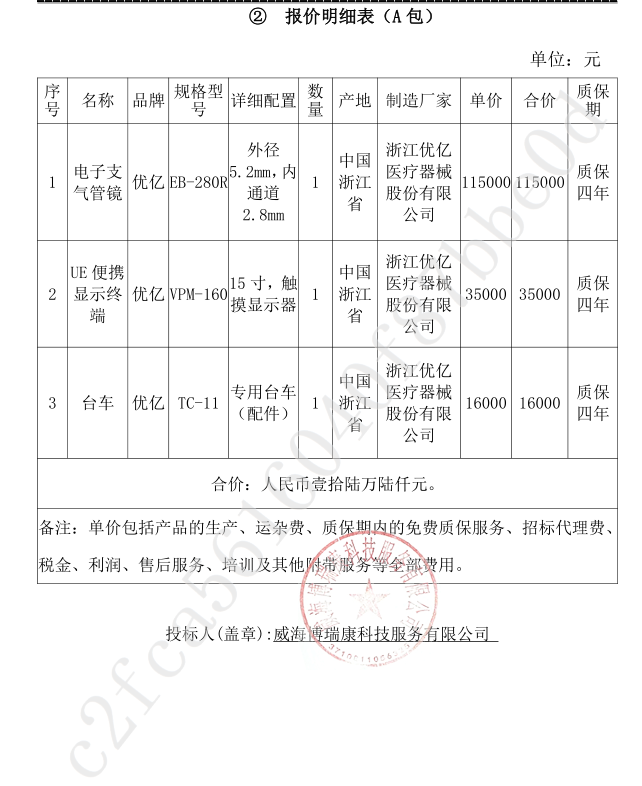 ② 报价明细表（A 包）
单位：元
序号 名称 品牌 规格型号 详细配置 数量 产地 制造厂家 单价 合价 质保期
1 电子支气管镜 优亿 EB-280R 外径5.2mm，内通道2.8mm 1 中国浙江省 浙江优亿医疗器械股份有限公司 115000 115000 质保四年
2 UE 便携显示终端 优亿 VPM-160 15 寸，触摸显示器 1 中国浙江省 浙江优亿医疗器械股份有限公司 35000 35000 质保四年
3 台车 优亿 TC-11 专用台车（配件） 1 中国浙江省 浙江优亿医疗器械股份有限公司 16000 16000 质保四年
合价：人民币壹拾陆万陆仟元。
备注：单价包括产品的生产、运杂费、质保期内的免费质保服务、招标代理费、
税金、利润、售后服务、培训及其他附带服务等全部费用。
投标人(盖章):威海博瑞康科技服务有限公司
威海博瑞康科技服务有限公司